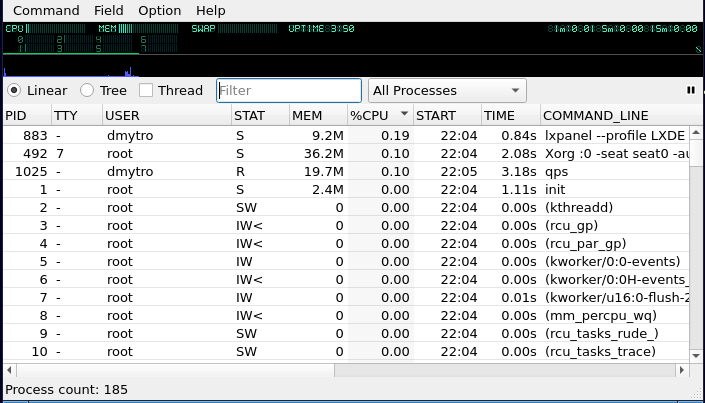 Command Field Option Help
CPU MEM SWAP UPTIME 3:50 1m:0.01 5m:0.00 15m:0.00
0 2 4 6
1 3 5 7
Linear Tree Thread Filter All Processes
PID TTY USER STAT MEM %CPU START TIME COMMAND_LINE
883 - dmytro S 9.2M 0.19 22:04 0.84s lxpanel --profile LXDE
492 7 root S 36.2M 0.10 22:04 2.08s Xorg :0 -seat seat0 -au
1025 - dmytro R 19.7M 0.10 22:05 3.18s qps
1 - root S 2.4M 0.00 22:04 1.11s init
2 - root SW 0 0.00 22:04 0.00s (kthreadd)
3 - root IW< 0 0.00 22:04 0.00s (rcu_gp)
4 - root IW< 0 0.00 22:04 0.00s (rcu_par_gp)
5 - root IW 0 0.00 22:04 0.00s (kworker/0:0-events)
6 - root IW< 0 0.00 22:04 0.00s (kworker/0:0H-events_
7 - root IW 0 0.00 22:04 0.01s (kworker/u16:0-flush-2
8 - root IW< 0 0.00 22:04 0.00s (mm_percpu_wq)
9 - root SW 0 0.00 22:04 0.00s (rcu_tasks_rude_)
10 - root SW 0 0.00 22:04 0.00s (rcu_tasks_trace)
Process count: 185